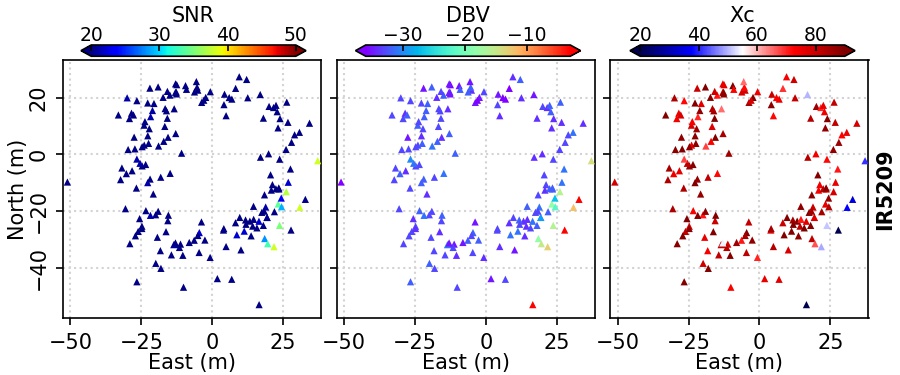 SNR DBV Xc
20 30 40 50 −30 −20 −10 20 40 60 80
20
0
−20
−40
North (m)
IR5209
−50 −25 0 25 −50 −25 0 25 −50 −25 0 25
East (m) East (m) East (m)